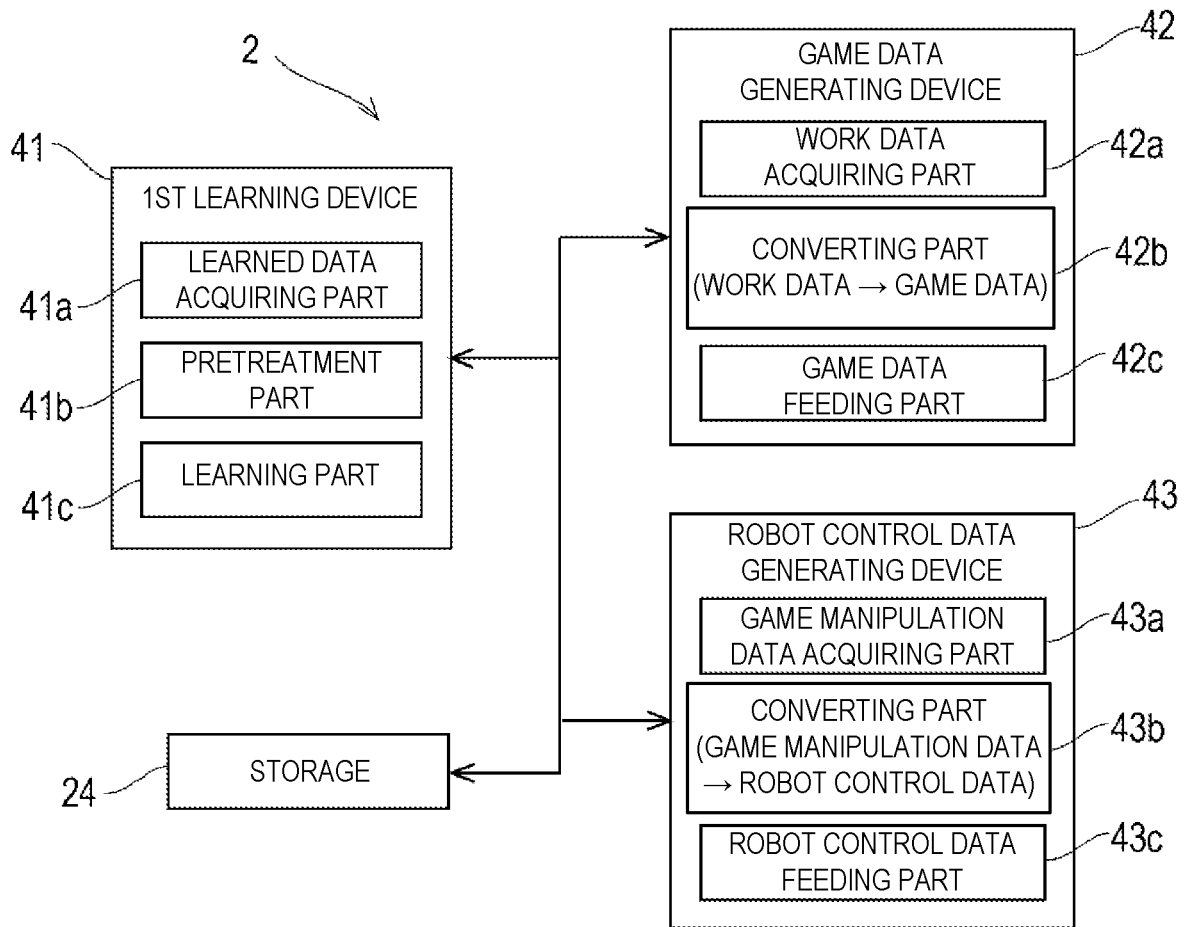 2
41
1ST LEARNING DEVICE
LEARNED DATA
ACQUIRING PART
41a
PRETREATMENT
PART
41b
LEARNING PART
41c
STORAGE
24
42
GAME DATA
GENERATING DEVICE
WORK DATA
ACQUIRING PART
42a
CONVERTING PART
(WORK DATA → GAME DATA)
42b
GAME DATA
FEEDING PART
42c
43
ROBOT CONTROL DATA
GENERATING DEVICE
GAME MANIPULATION
DATA ACQUIRING PART
43a
CONVERTING PART
(GAME MANIPULATION DATA
→ ROBOT CONTROL DATA)
43b
ROBOT CONTROL DATA
FEEDING PART
43c